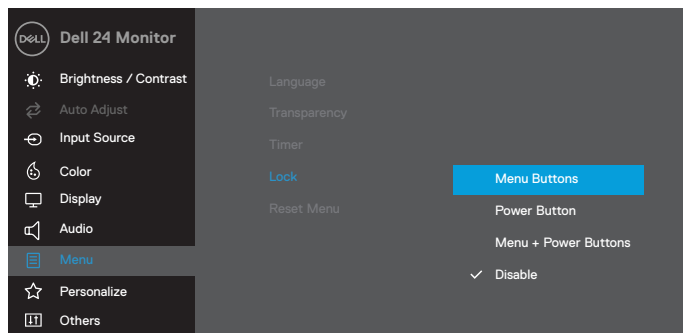 DELL Dell 24 Monitor
Brightness / Contrast
Auto Adjust
Input Source
Color
Display
Audio
Menu
Personalize
Others
Language
Transparency
Timer
Lock
Reset Menu
Menu Buttons
Power Button
Menu + Power Buttons
Disable